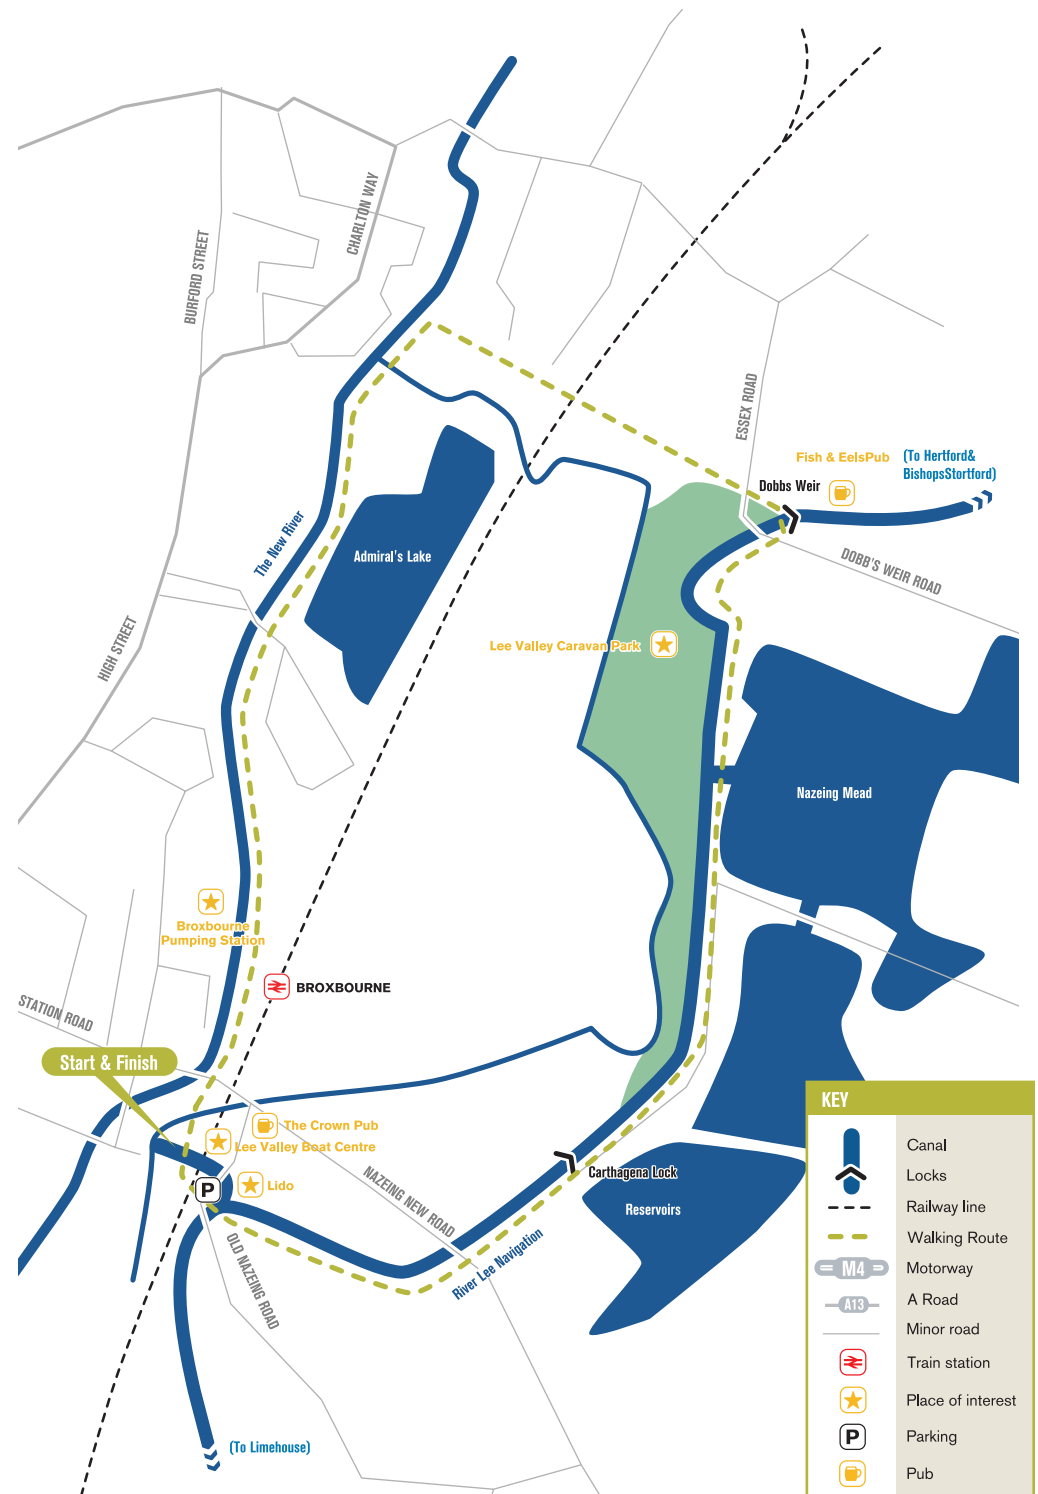 CHARLTON WAY
BURFORD STREET
ESSEX ROAD
Fish & EelsPub
(To Hertford&
BishopsStortford)
Dobbs Weir
The New River
Admiral's Lake
DOBB'S WEIR ROAD
HIGH STREET
Lee Valley Caravan Park
Nazeing Mead
Broxbourne
Pumping Station
BROXBOURNE
STATION ROAD
Start & Finish
The Crown Pub
Lee Valley Boat Centre
Lido
P
NAZEING NEW ROAD
Carthagena Lock
Reservoirs
OLD NAZEING ROAD
River Lee Navigation
(To Limehouse)
KEY
Canal
Locks
Railway line
Walking Route
M4 Motorway
A13 A Road
Minor road
Train station
Place of interest
P Parking
Pub